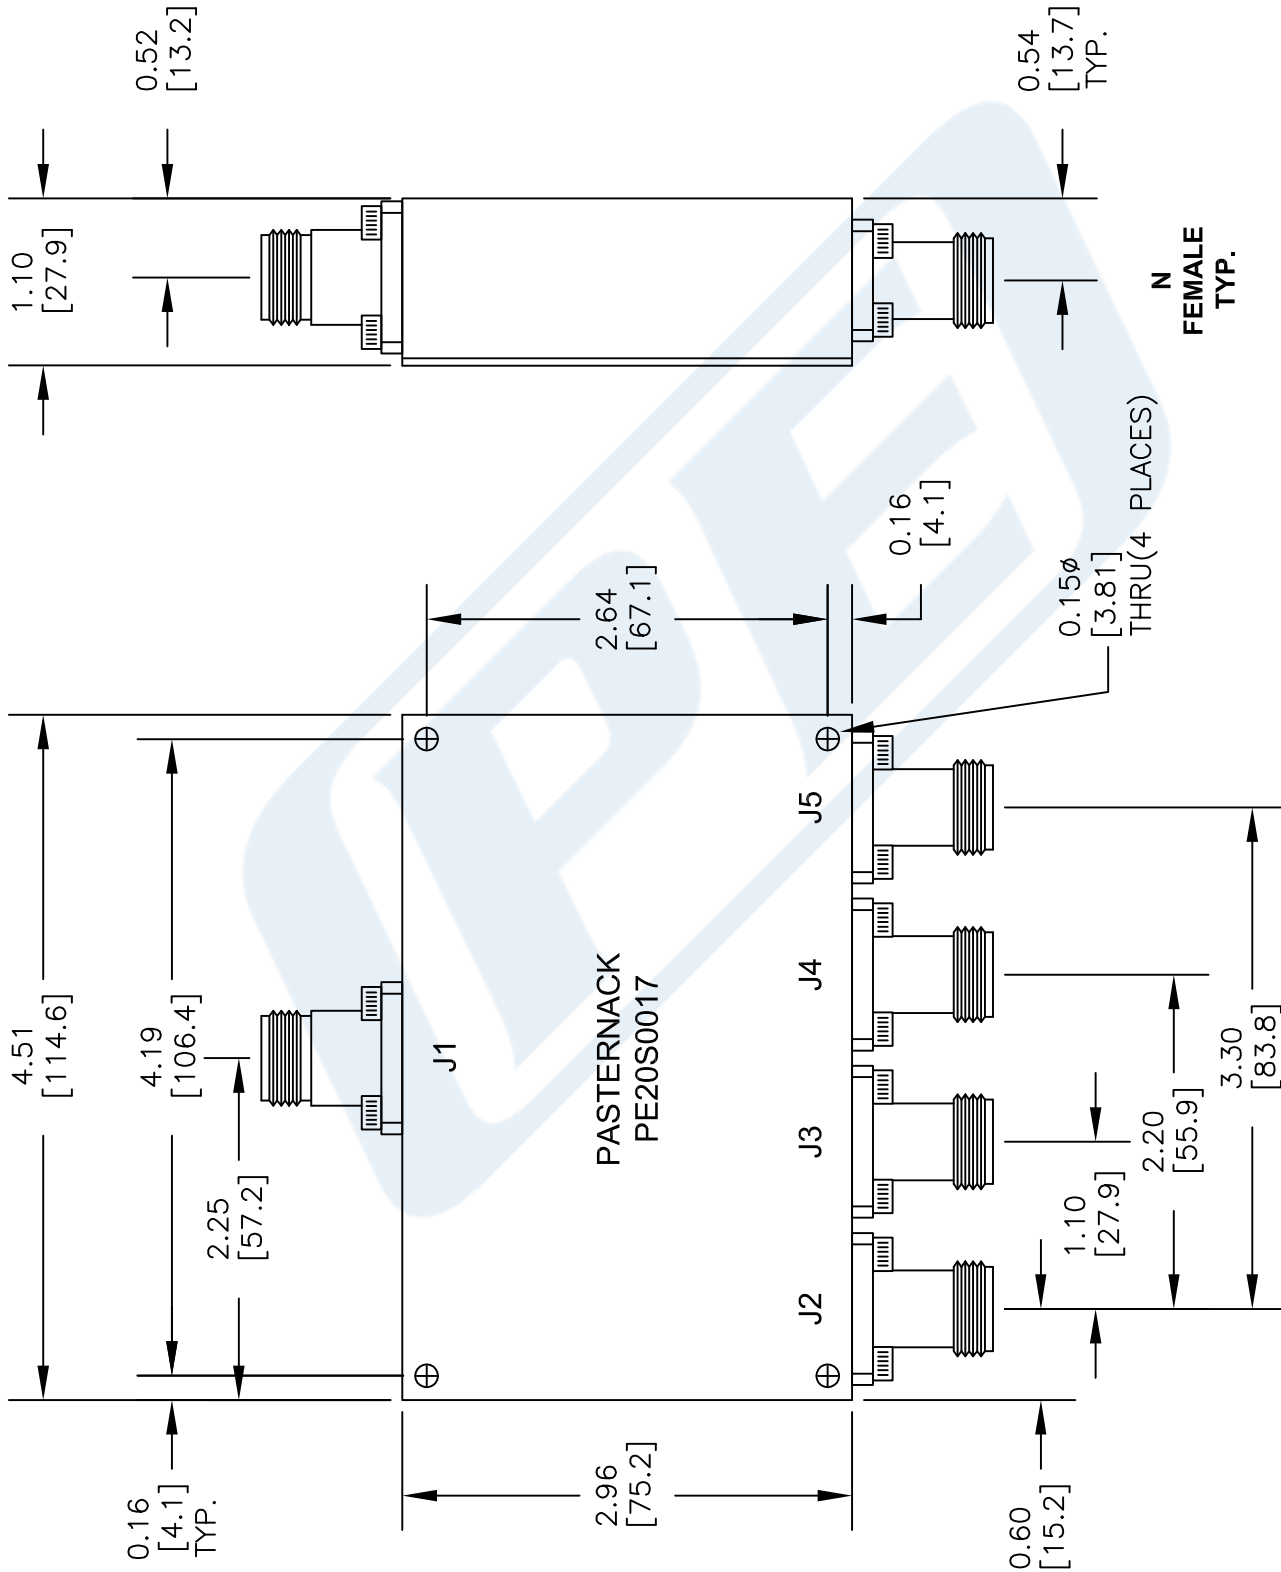 4.51
[114.6]
1.10
[27.9]
0.16
[4.1]
TYP.
4.19
[106.4]
0.52
[13.2]
2.25
[57.2]
J1
2.96
[75.2]
PASTERNACK
PE20S0017
2.64
[67.1]
J2
J3
J4
J5
0.16
[4.1]
0.60
[15.2]
1.10
[27.9]
2.20
[55.9]
3.30
[83.8]
0.15ø
[3.81]
THRU(4 PLACES)
0.54
[13.7]
TYP.
N
FEMALE
TYP.
PE